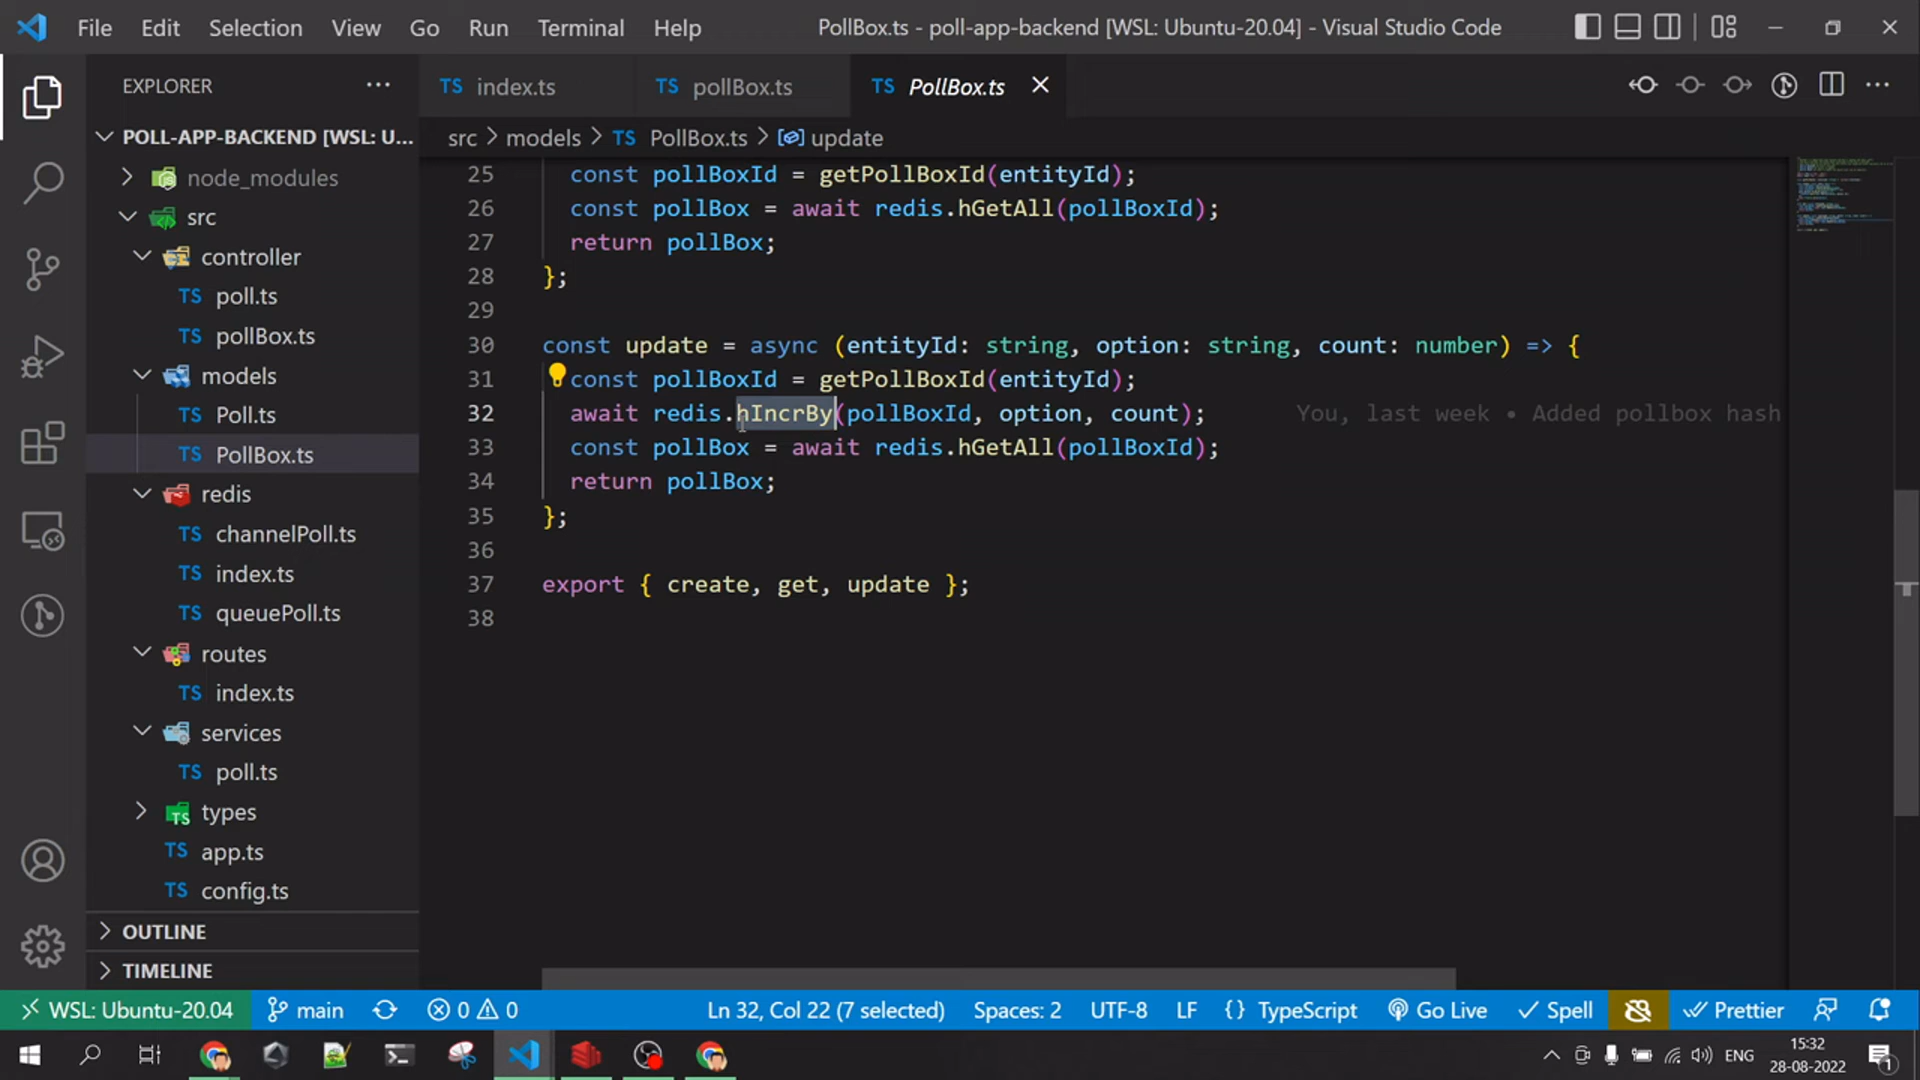 File Edit Selection View Go Run Terminal Help
PollBox.ts - poll-app-backend [WSL: Ubuntu-20.04] - Visual Studio Code
EXPLORER
TS index.ts
TS pollBox.ts
TS PollBox.ts
POLL-APP-BACKEND [WSL: U...
src > models > TS PollBox.ts > update
node_modules
src
controller
TS poll.ts
TS pollBox.ts
models
TS Poll.ts
TS PollBox.ts
redis
TS channelPoll.ts
TS index.ts
TS queuePoll.ts
routes
TS index.ts
services
TS poll.ts
types
TS app.ts
TS config.ts
OUTLINE
TIMELINE
25 const pollBoxId = getPollBoxId(entityId);
26 const pollBox = await redis.hGetAll(pollBoxId);
27 return pollBox;
28 };
29
30 const update = async (entityId: string, option: string, count: number) => {
31 const pollBoxId = getPollBoxId(entityId);
32 await redis.hIncrBy(pollBoxId, option, count); You, last week • Added pollbox hash
33 const pollBox = await redis.hGetAll(pollBoxId);
34 return pollBox;
35 };
36
37 export { create, get, update };
38
WSL: Ubuntu-20.04 main 0 0 Ln 32, Col 22 (7 selected) Spaces: 2 UTF-8 LF {} TypeScript Go Live Spell Prettier
ENG
15:32
28-08-2022
1